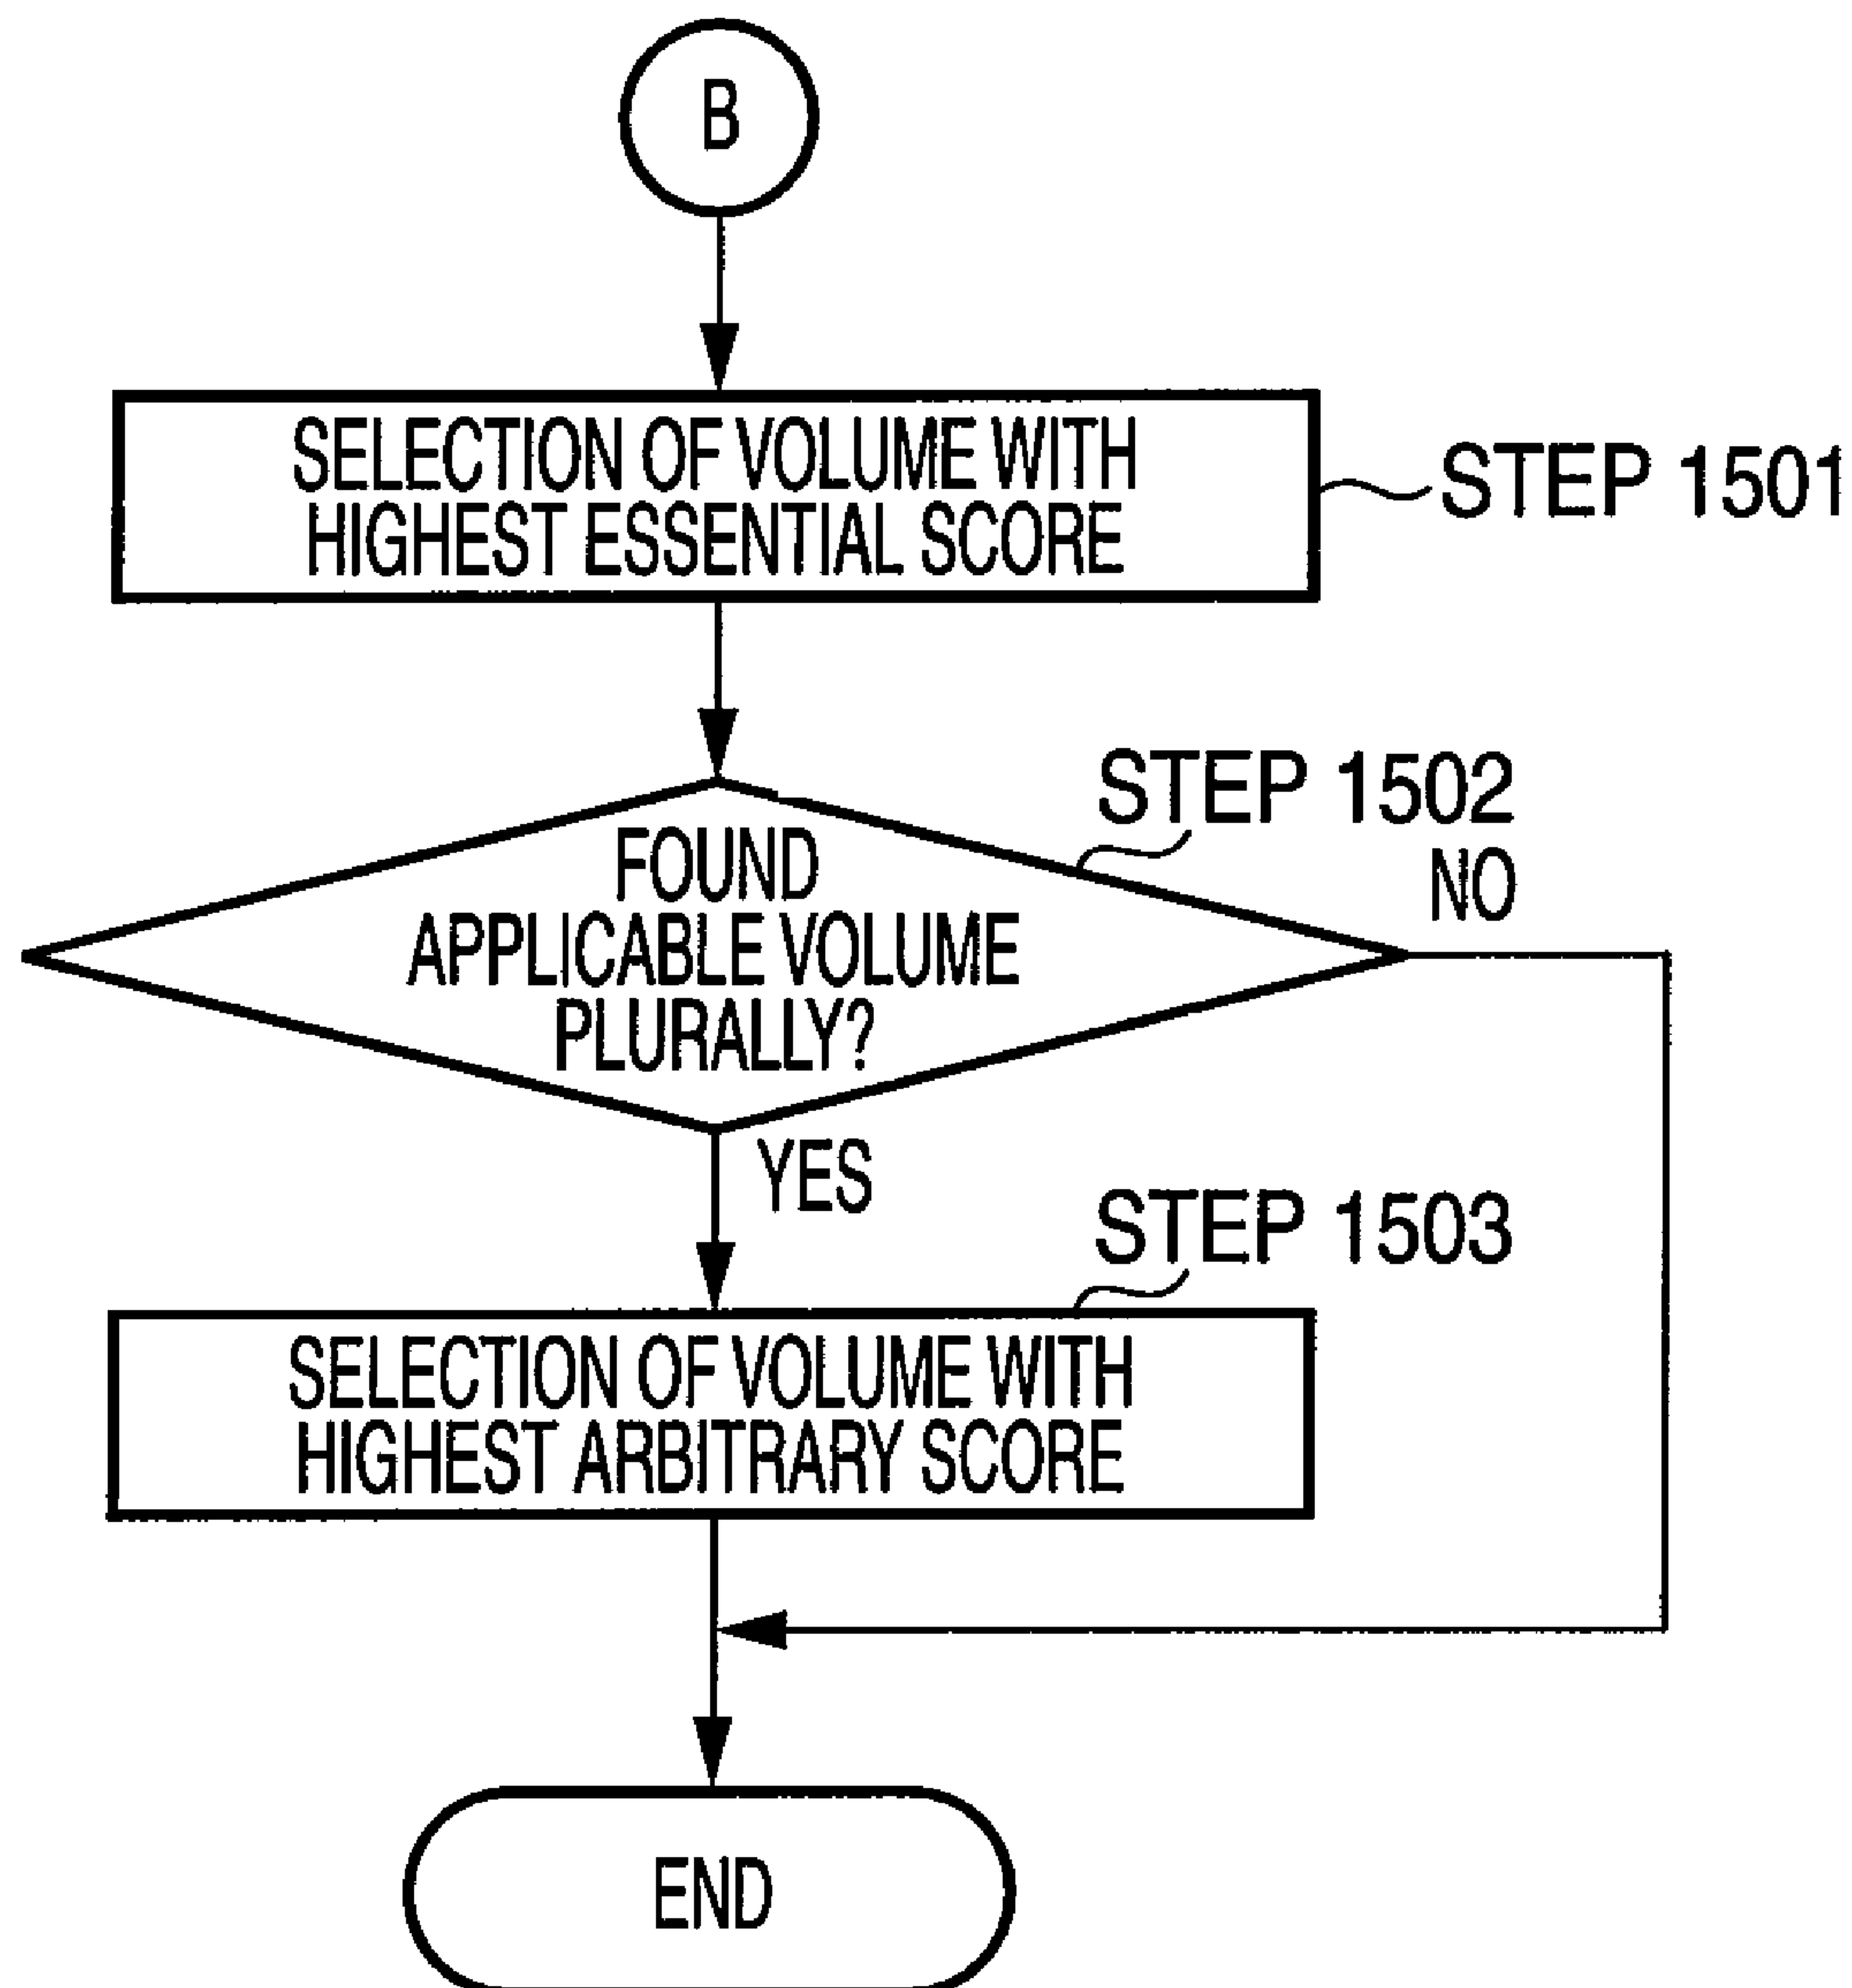 B
SELECTION OF VOLUME WITH
HIGHEST ESSENTIAL SCORE
STEP 1501
STEP 1502
FOUND
APPLICABLE VOLUME
PLURALLY?
NO
YES
STEP 1503
SELECTION OF VOLUME WITH
HIGHEST ARBITRARY SCORE
END